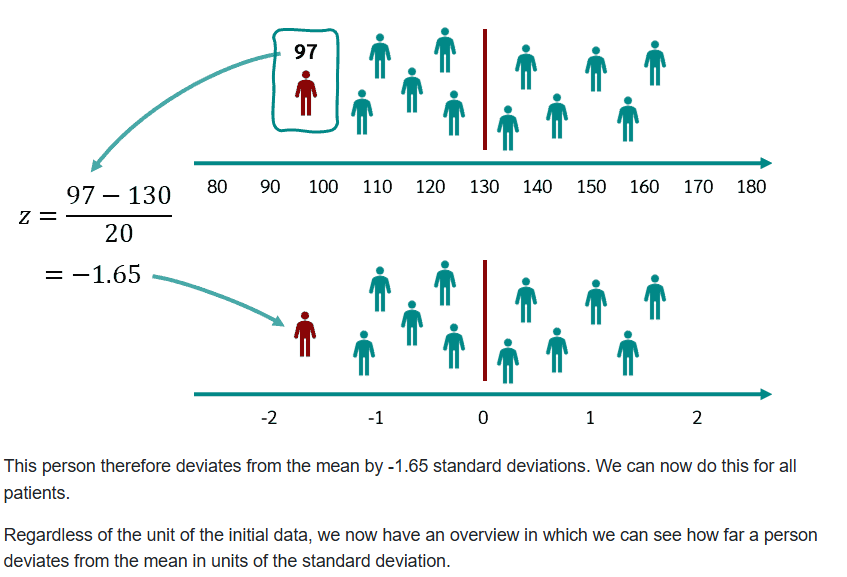 97
80 90 100 110 120 130 140 150 160 170 180
z = 97 − 130 / 20
= −1.65
-2 -1 0 1 2
This person therefore deviates from the mean by -1.65 standard deviations. We can now do this for all
patients.
Regardless of the unit of the initial data, we now have an overview in which we can see how far a person
deviates from the mean in units of the standard deviation.